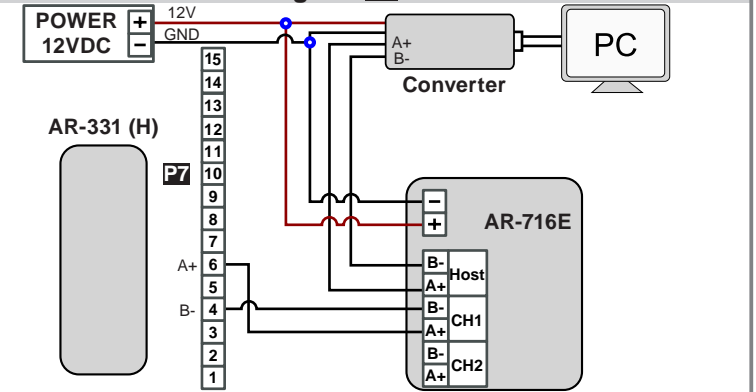 POWER + 12V
12VDC − GND
A+
B-
PC
Converter
AR-331 (H)
P7
15
14
13
12
11
10
9
8
7
A+ 6
5
B- 4
3
2
1
−
+
AR-716E
B-
A+
Host
B-
A+
CH1
B-
A+
CH2